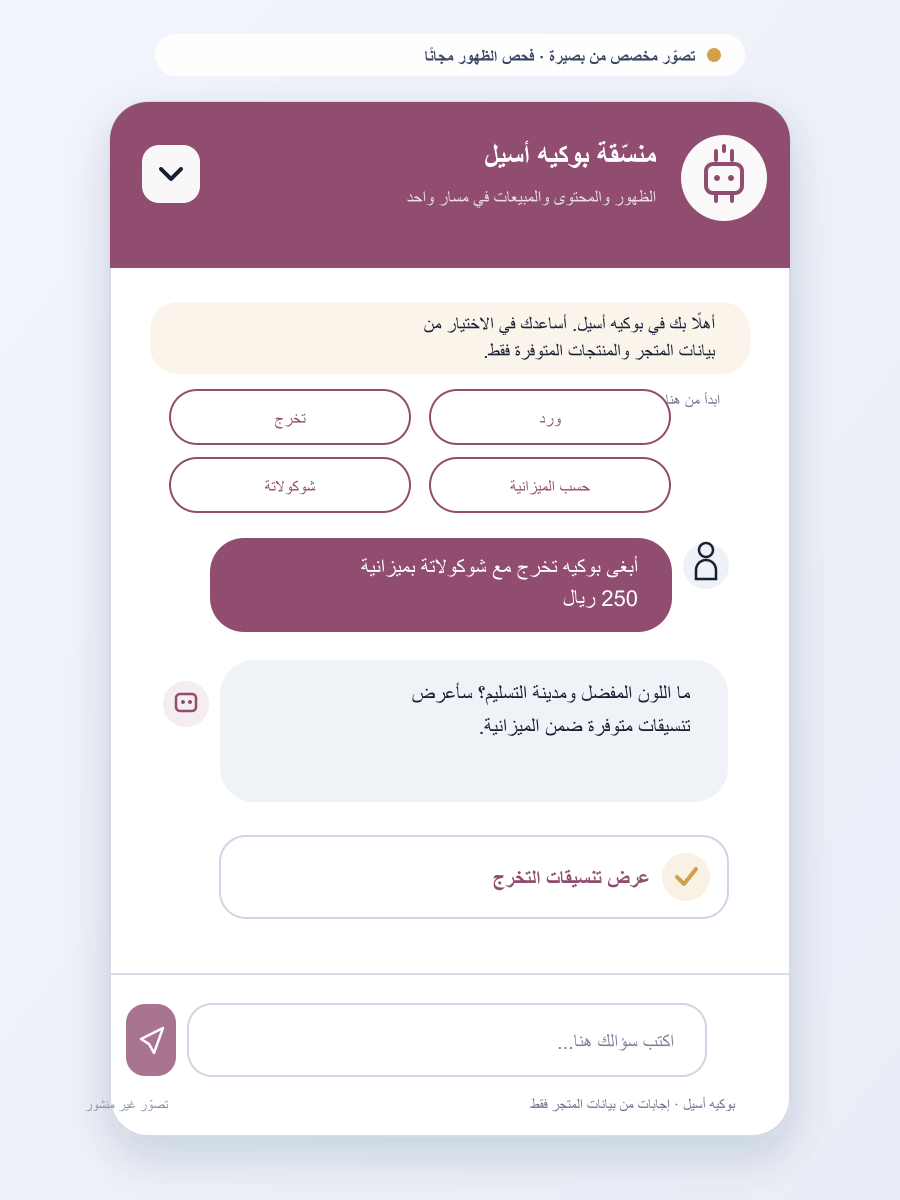 تصوّر مخصص من بصيرة · فحص الظهور مجانًا
منسّقة بوكيه أسيل
الظهور والمحتوى والمبيعات في مسار واحد
أهلًا بك في بوكيه أسيل. أساعدك في الاختيار من
بيانات المتجر والمنتجات المتوفرة فقط.
ابدأ من هنا
ورد
تخرج
حسب الميزانية
شوكولاتة
أبغى بوكيه تخرج مع شوكولاتة بميزانية
250 ريال
ما اللون المفضل ومدينة التسليم؟ سأعرض
تنسيقات متوفرة ضمن الميزانية.
عرض تنسيقات التخرج
اكتب سؤالك هنا...
بوكيه أسيل · إجابات من بيانات المتجر فقط
تصوّر غير منشور